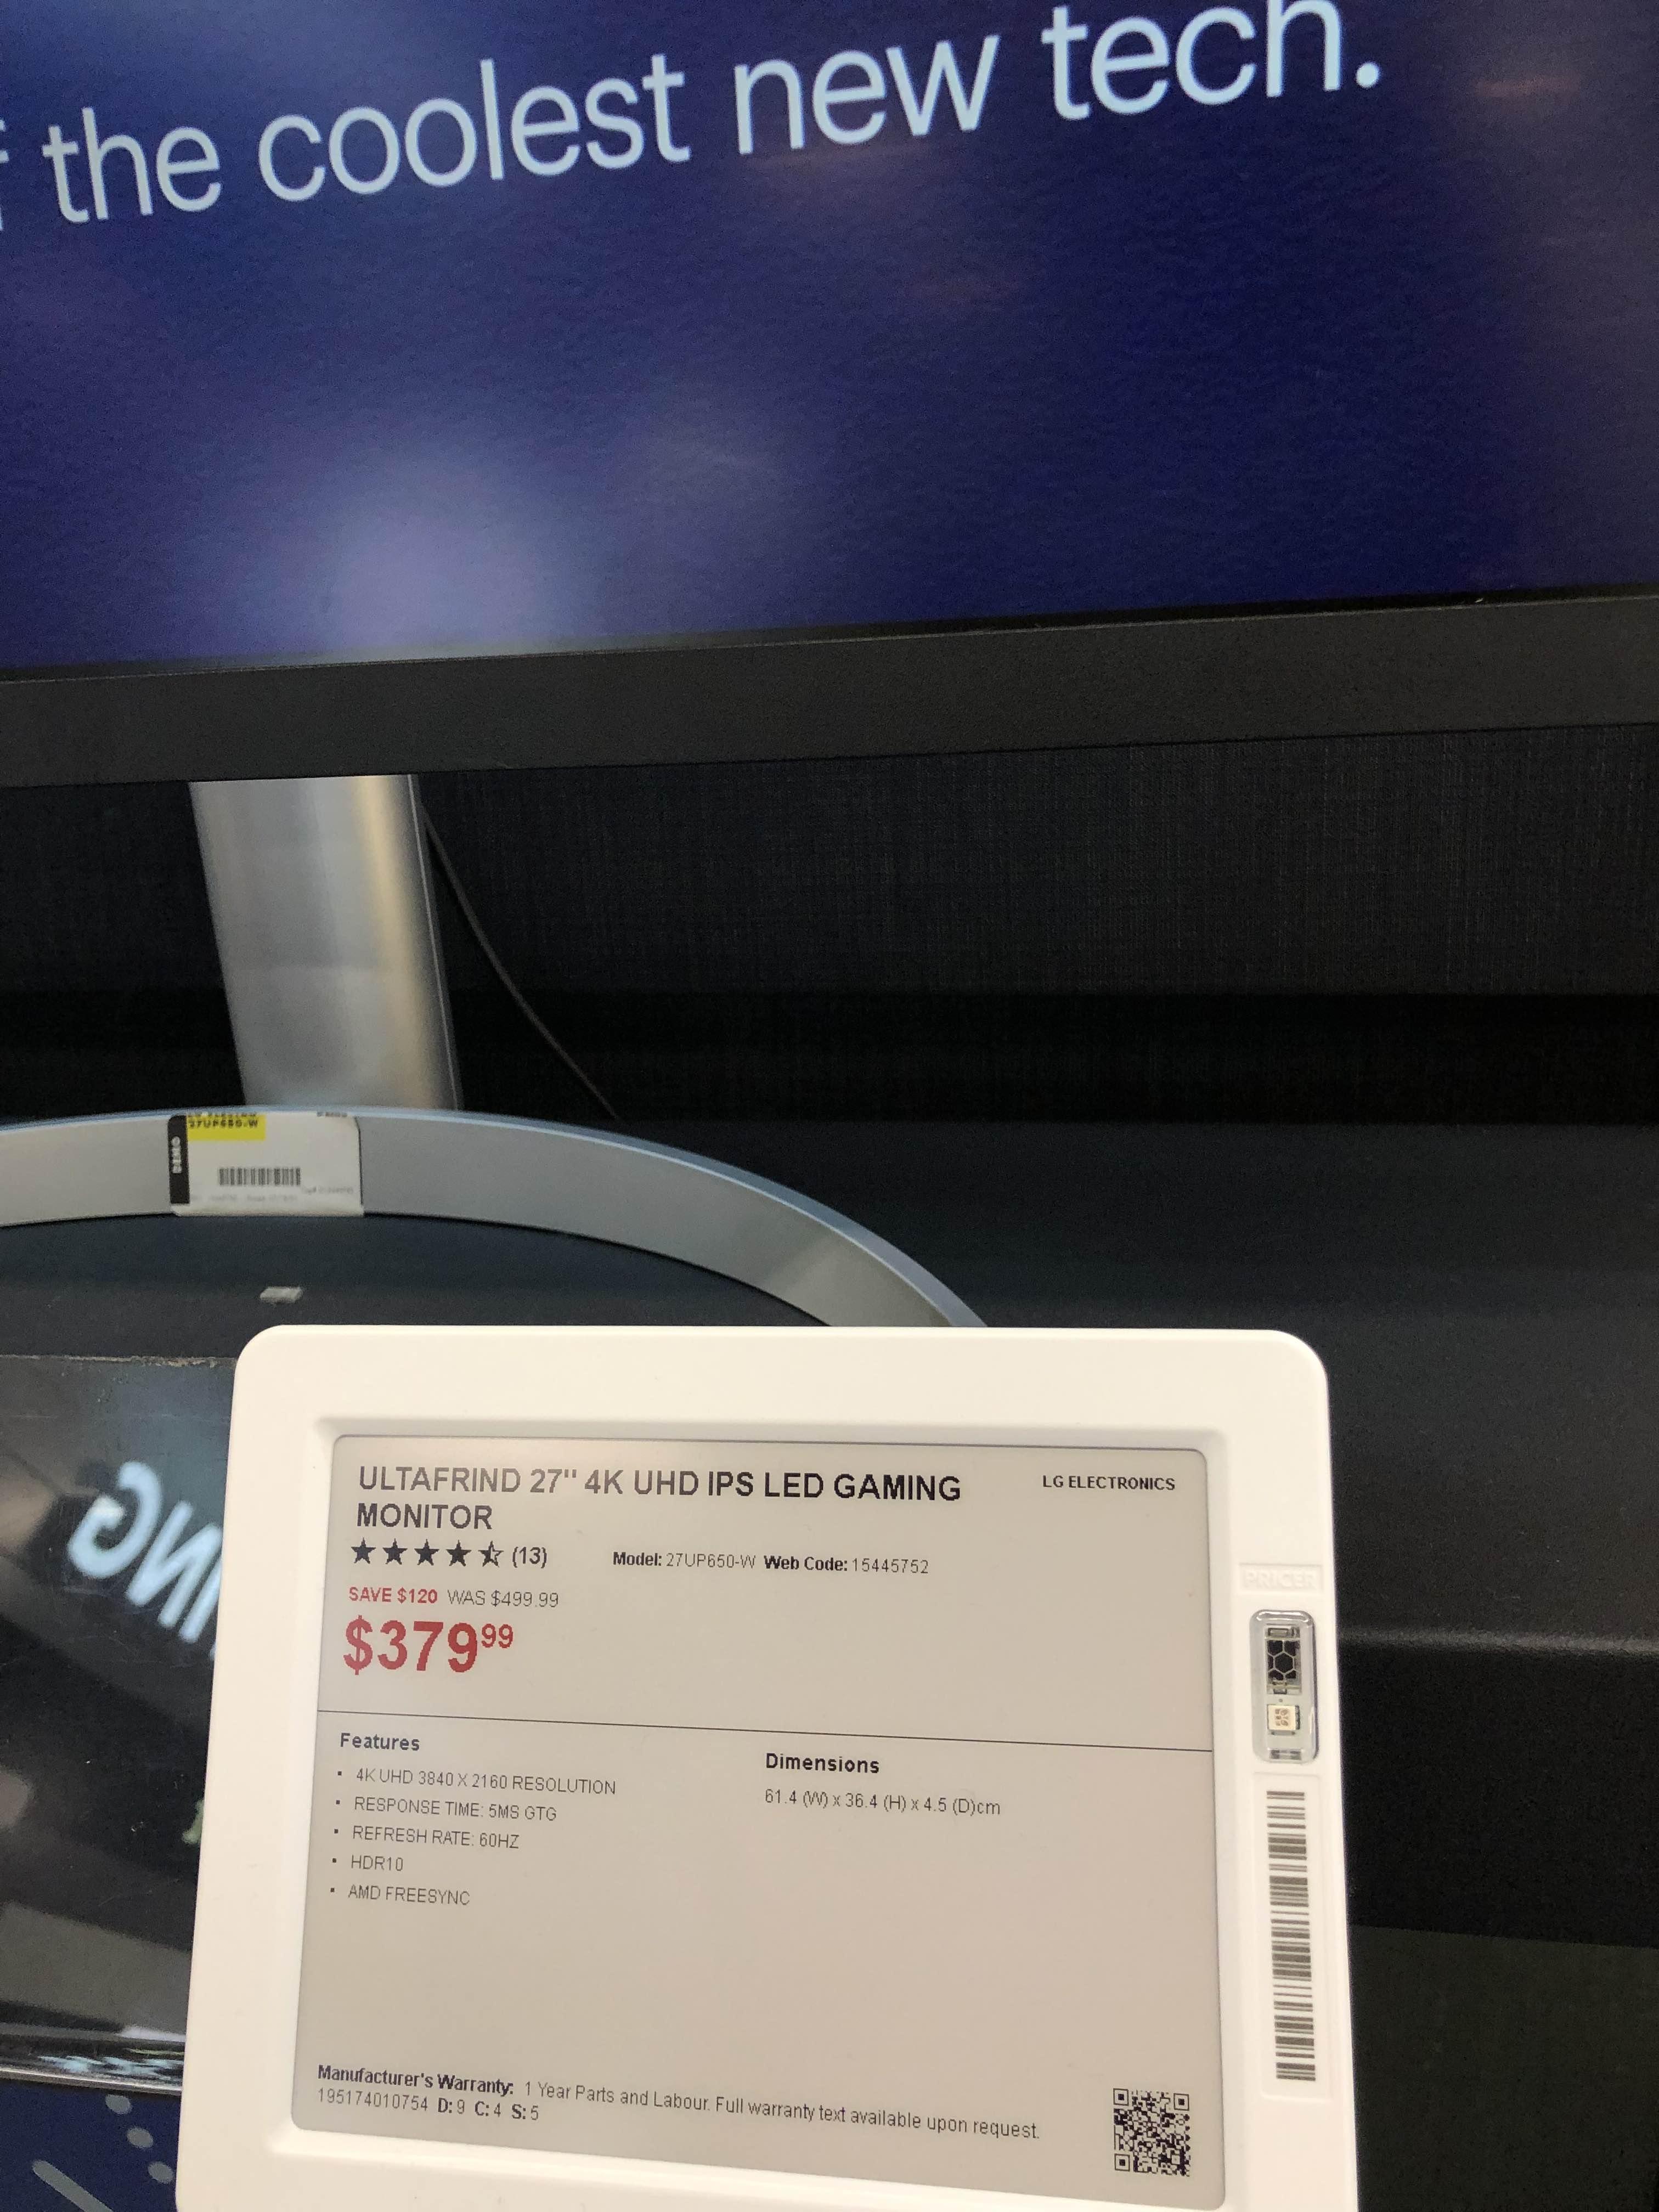 the coolest new tech.
27UP650-W
DEMO
ULTAFRIND 27" 4K UHD IPS LED GAMING
MONITOR
LG ELECTRONICS
(13) Model: 27UP650-W Web Code: 15445752
SAVE $120 WAS $499.99
$379.99
PRICER
Features
• 4K UHD 3840 X 2160 RESOLUTION
• RESPONSE TIME: 5MS GTG
• REFRESH RATE: 60HZ
• HDR10
• AMD FREESYNC
Dimensions
61.4 (W) x 36.4 (H) x 4.5 (D)cm
Manufacturer's Warranty: 1 Year Parts and Labour. Full warranty text available upon request.
195174010754 D: 9 C: 4 S: 5